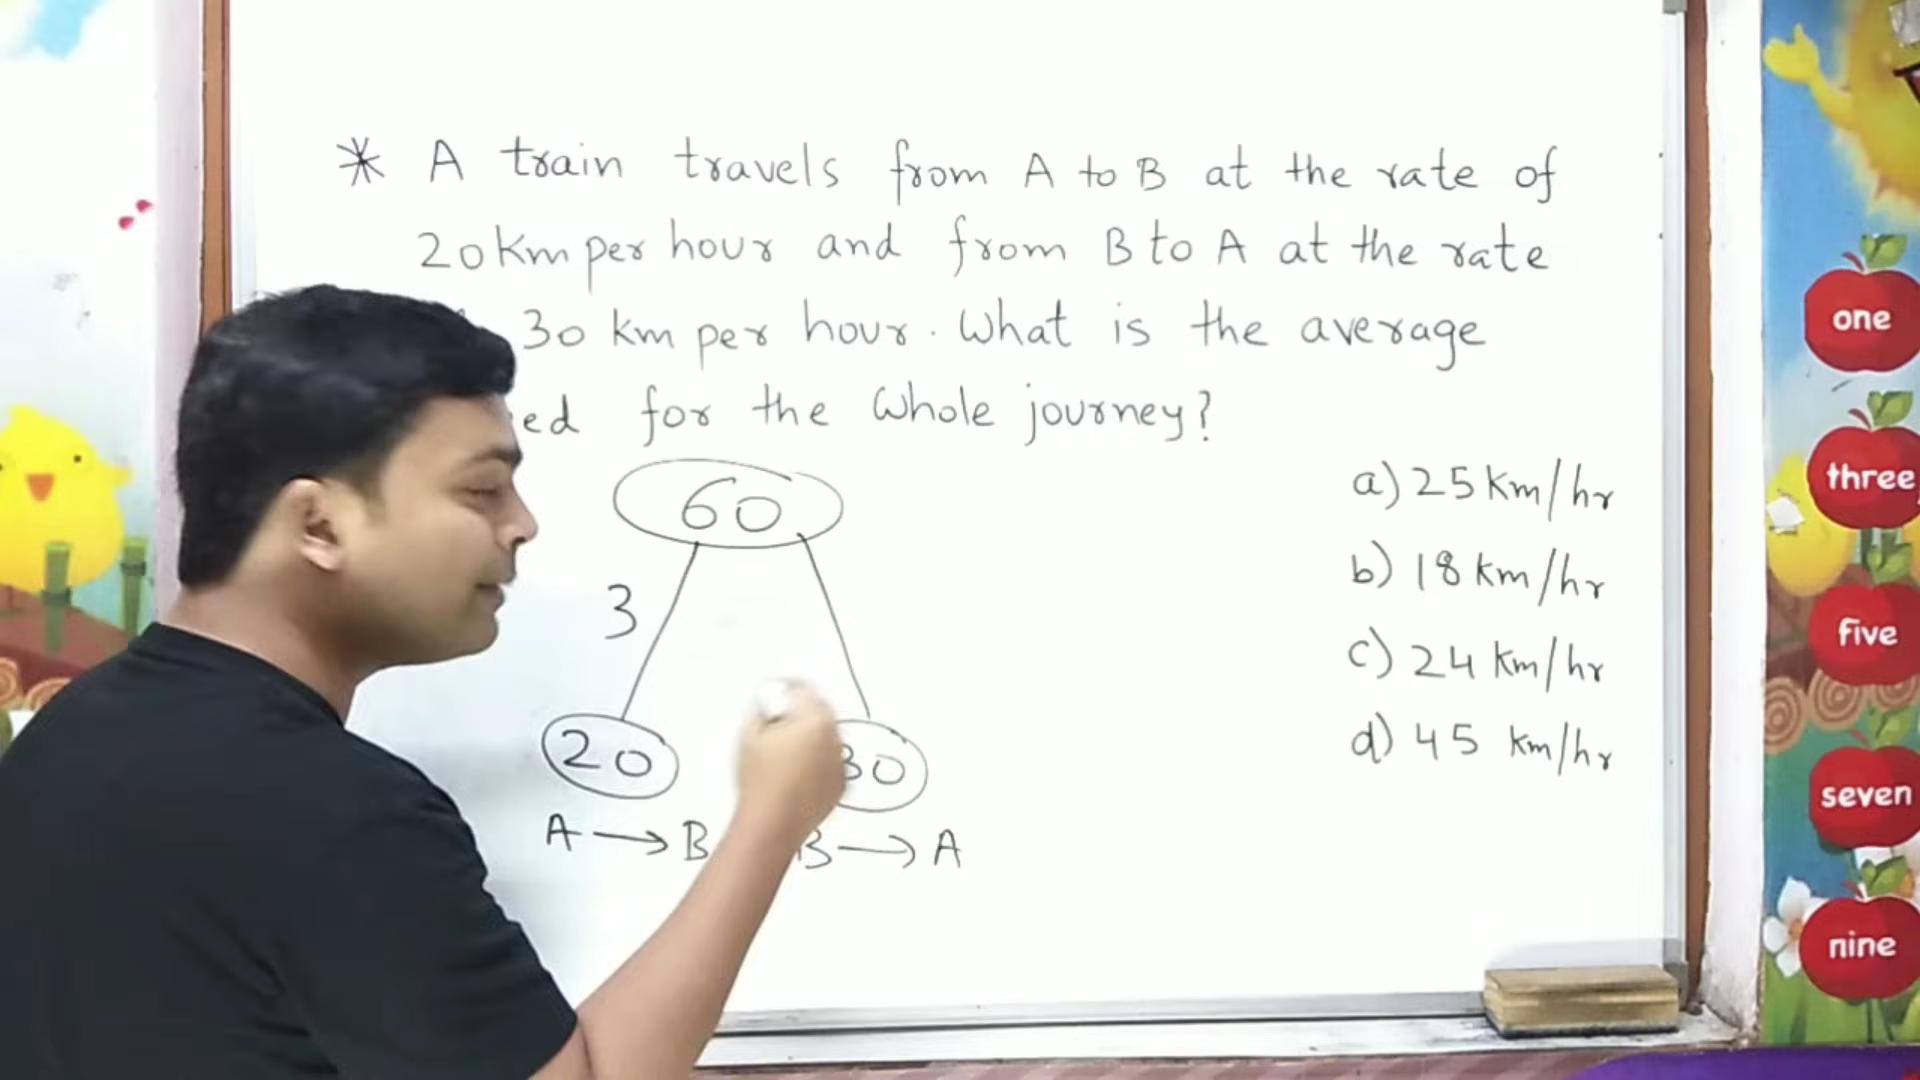 * A train travels from A to B at the rate of
20 Km per hour and from B to A at the rate
30 km per hour. What is the average
ed for the whole journey?
60
3
20
30
A → B
B → A
a) 25 Km/hr
b) 18 Km/hr
c) 24 Km/hr
d) 45 Km/hr
one
three
five
seven
nine